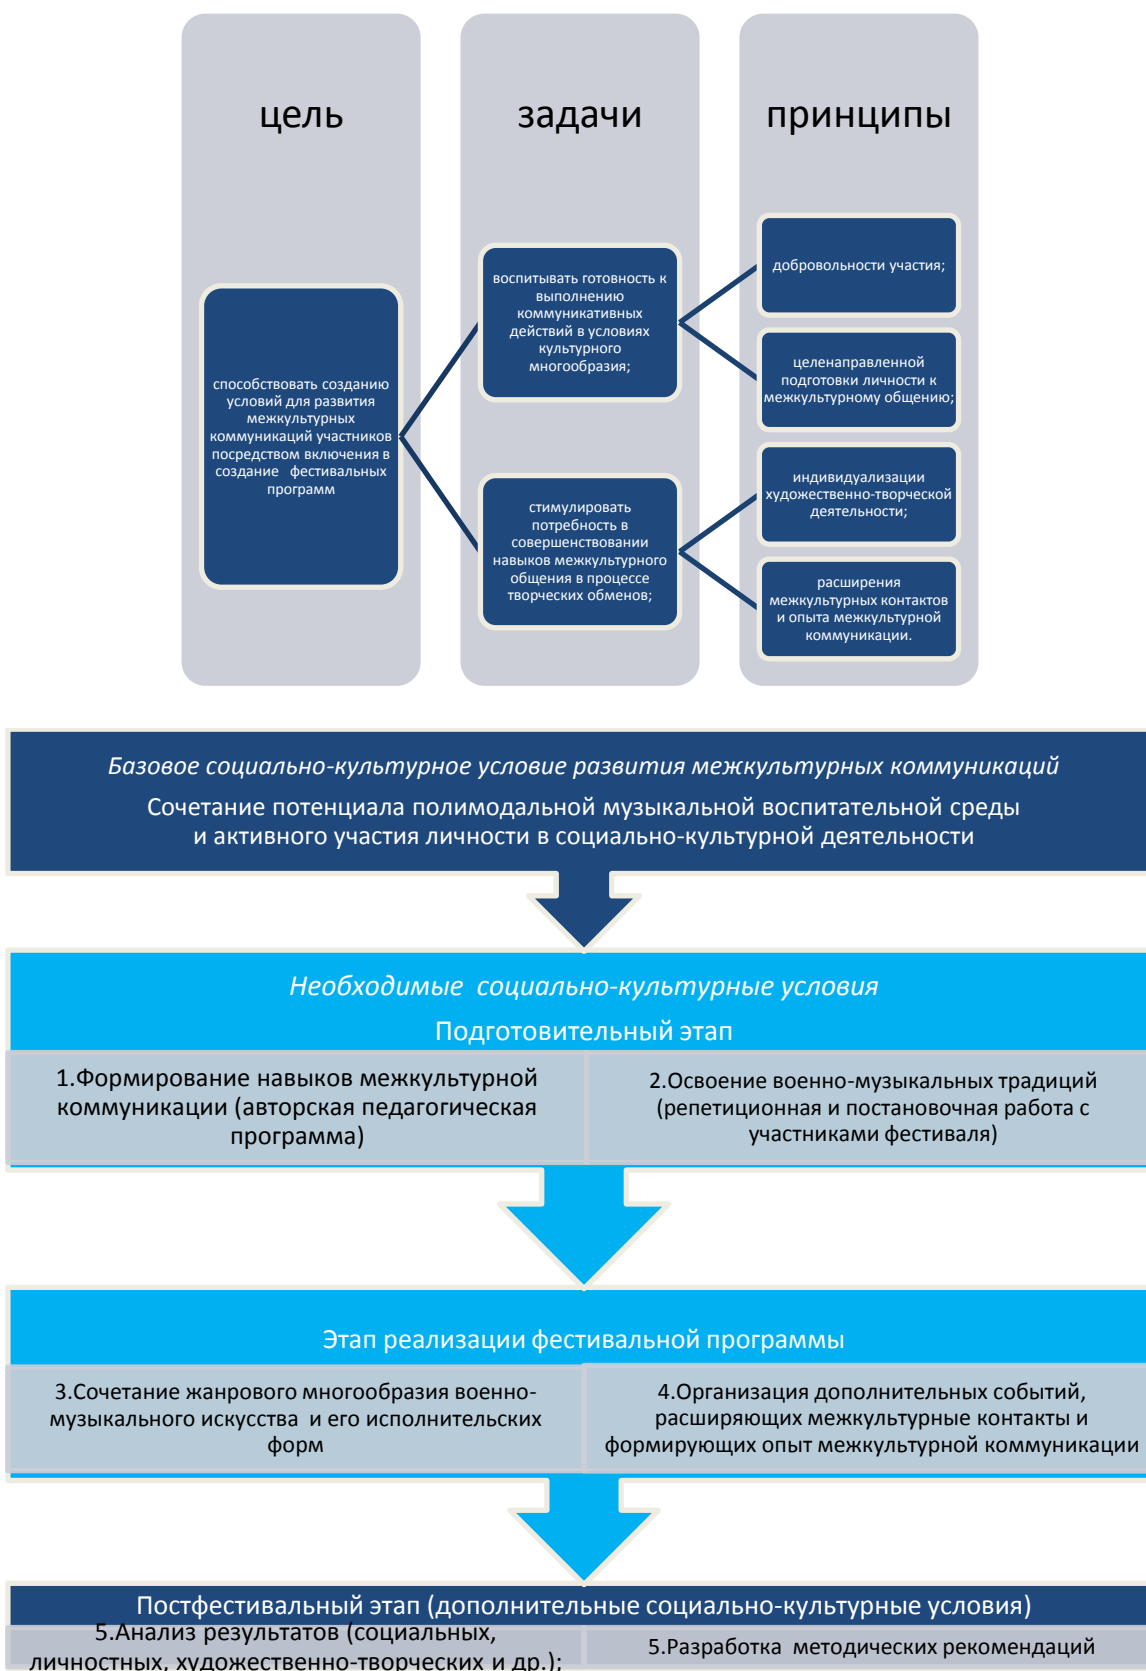 цель
способствовать созданию
условий для развития
межкультурных
коммуникаций участников
посредством включения в
создание фестивальных
программ
задачи
воспитывать готовность к
выполнению
коммуникативных
действий в условиях
культурного
многообразия;
стимулировать
потребность в
совершенствовании
навыков межкультурного
общения в процессе
творческих обменов;
принципы
добровольности участия;
целенаправленной
подготовки личности к
межкультурному общению;
индивидуализации
художественно-творческой
деятельности;
расширения
межкультурных контактов
и опыта межкультурной
коммуникации.
Базовое социально-культурное условие развития межкультурных коммуникаций
Сочетание потенциала полимодальной музыкальной воспитательной среды
и активного участия личности в социально-культурной деятельности
Необходимые социально-культурные условия
Подготовительный этап
1.Формирование навыков межкультурной
коммуникации (авторская педагогическая
программа)
2.Освоение военно-музыкальных традиций
(репетиционная и постановочная работа с
участниками фестиваля)
Этап реализации фестивальной программы
3.Сочетание жанрового многообразия военно-
музыкального искусства и его исполнительских
форм
4.Организация дополнительных событий,
расширяющих межкультурные контакты и
формирующих опыт межкультурной коммуникации
Постфестивальный этап (дополнительные социально-культурные условия)
5.Анализ результатов (социальных,
личностных, художественно-творческих и др.);
5.Разработка методических рекомендаций